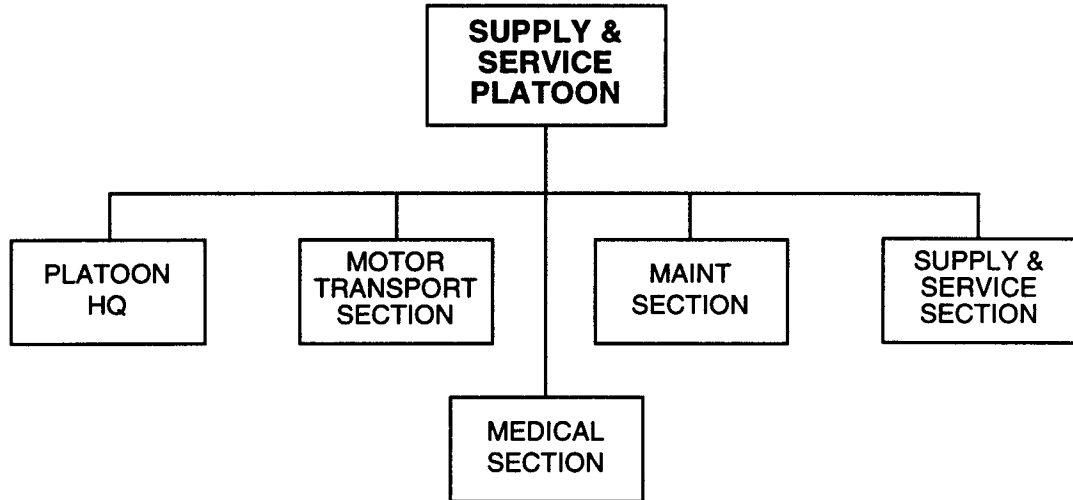 SUPPLY &
SERVICE
PLATOON
PLATOON
HQ
MOTOR
TRANSPORT
SECTION
MAINT
SECTION
SUPPLY &
SERVICE
SECTION
MEDICAL
SECTION